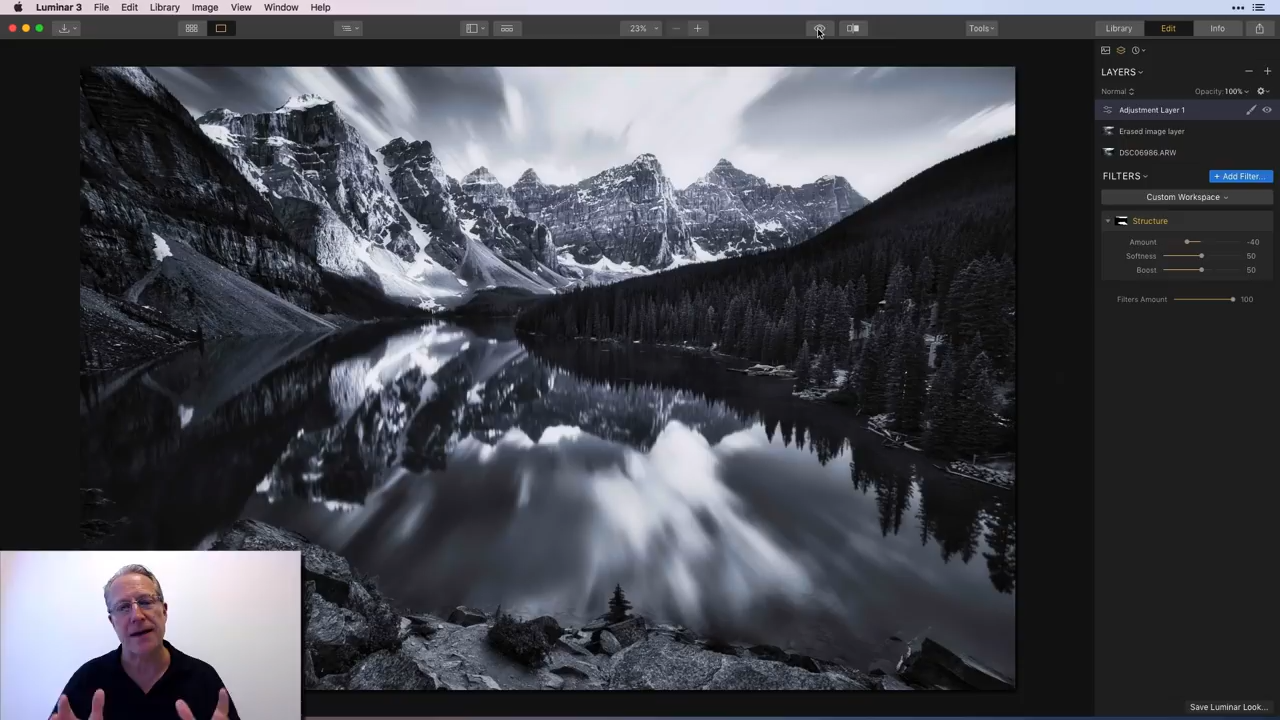 Luminar 3 File Edit Library Image View Window Help
23% Tools Library Edit Info
LAYERS
Normal Opacity: 100%
Adjustment Layer 1
Erased image layer
DSC06986.ARW
FILTERS + Add Filter...
Custom Workspace
Structure
Amount -40
Softness 50
Boost 50
Filters Amount 100
Save Luminar Look...